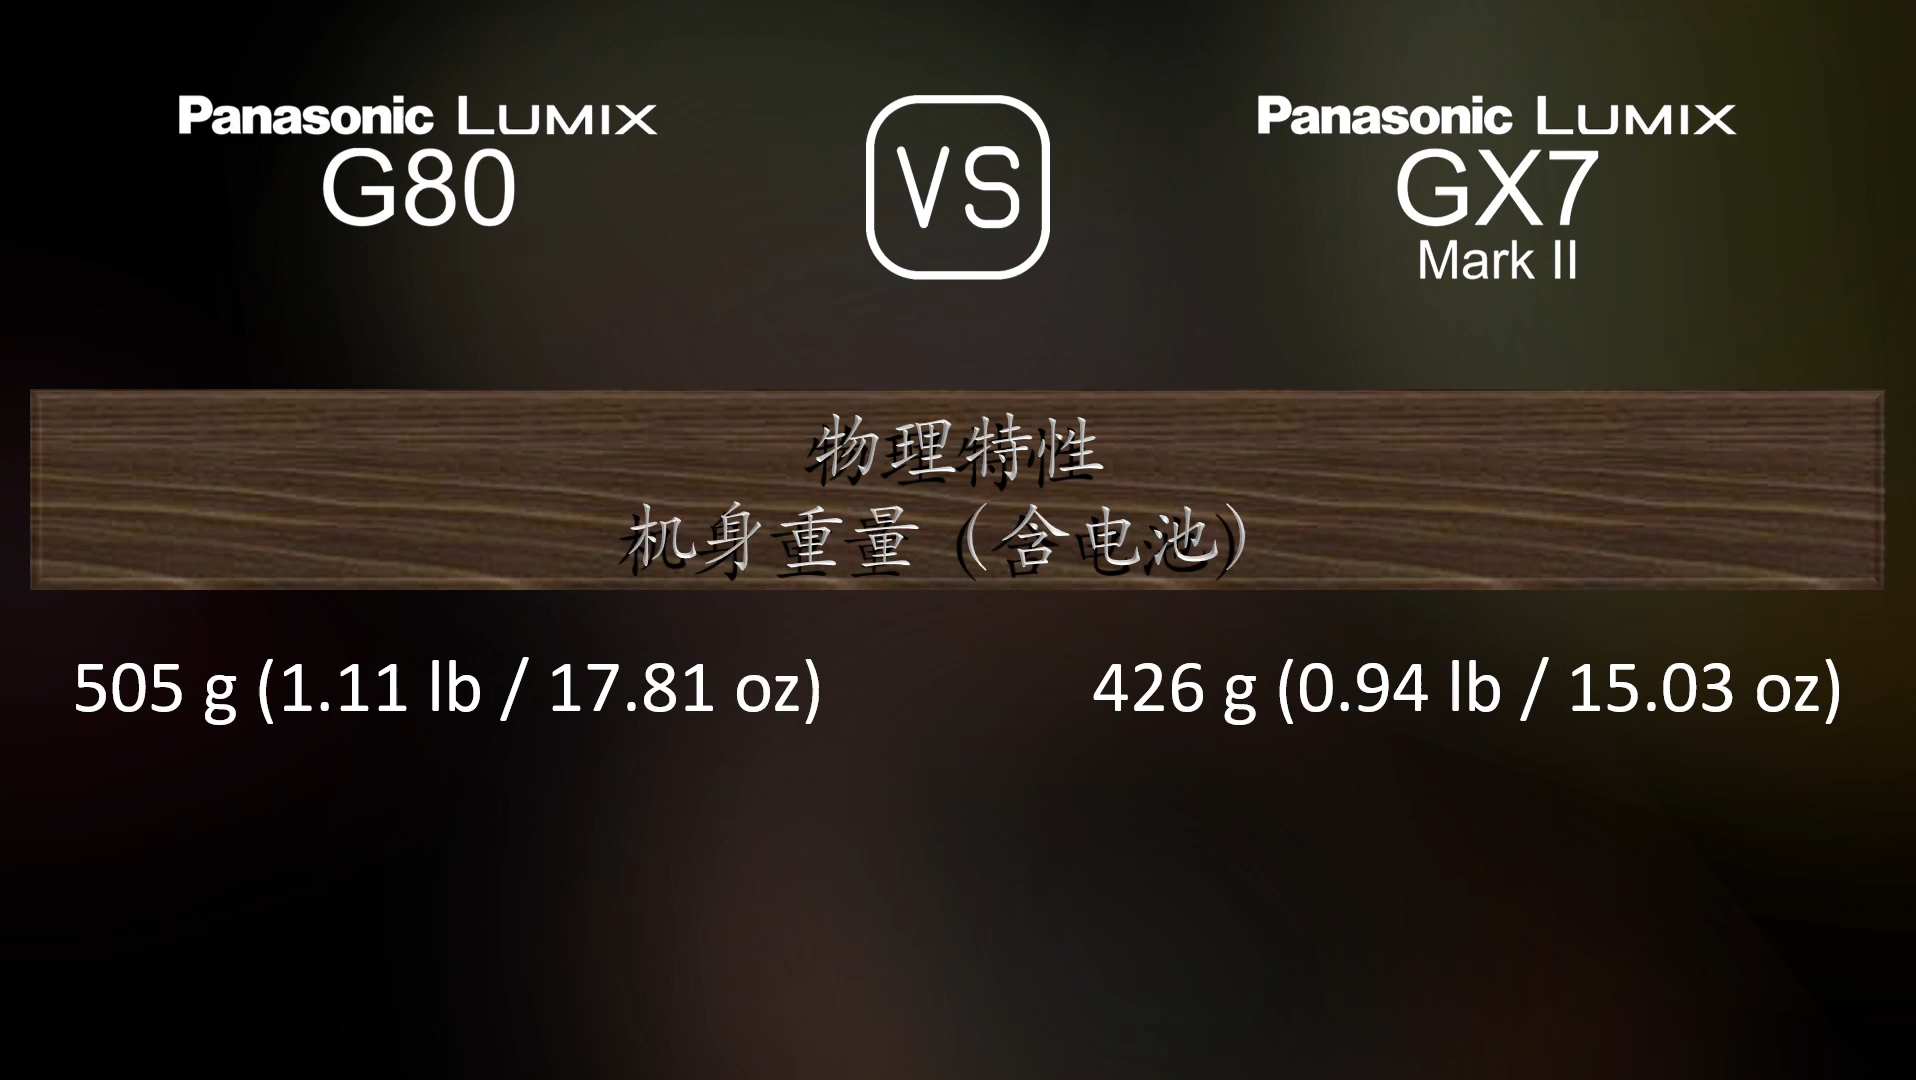 Panasonic LUMIX
G80
VS
Panasonic LUMIX
GX7
Mark II
物理特性
机身重量（含电池）
505 g (1.11 lb / 17.81 oz)
426 g (0.94 lb / 15.03 oz)